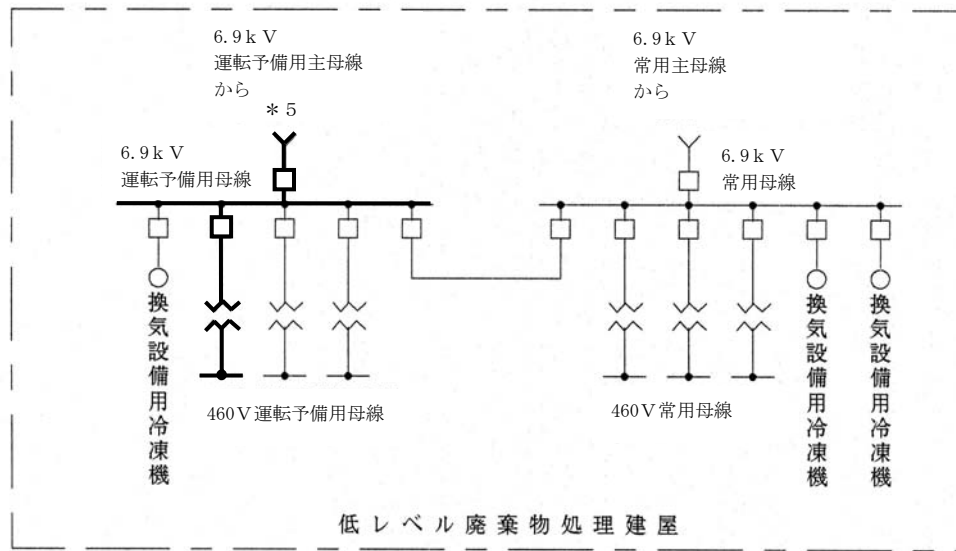 6.9kV
運転予備用主母線
から
＊5
6.9kV
常用主母線
から
6.9kV
運転予備用母線
6.9kV
常用母線
換気設備用冷凍機
換気設備用冷凍機
換気設備用冷凍機
460V運転予備用母線
460V常用母線
低レベル廃棄物処理建屋